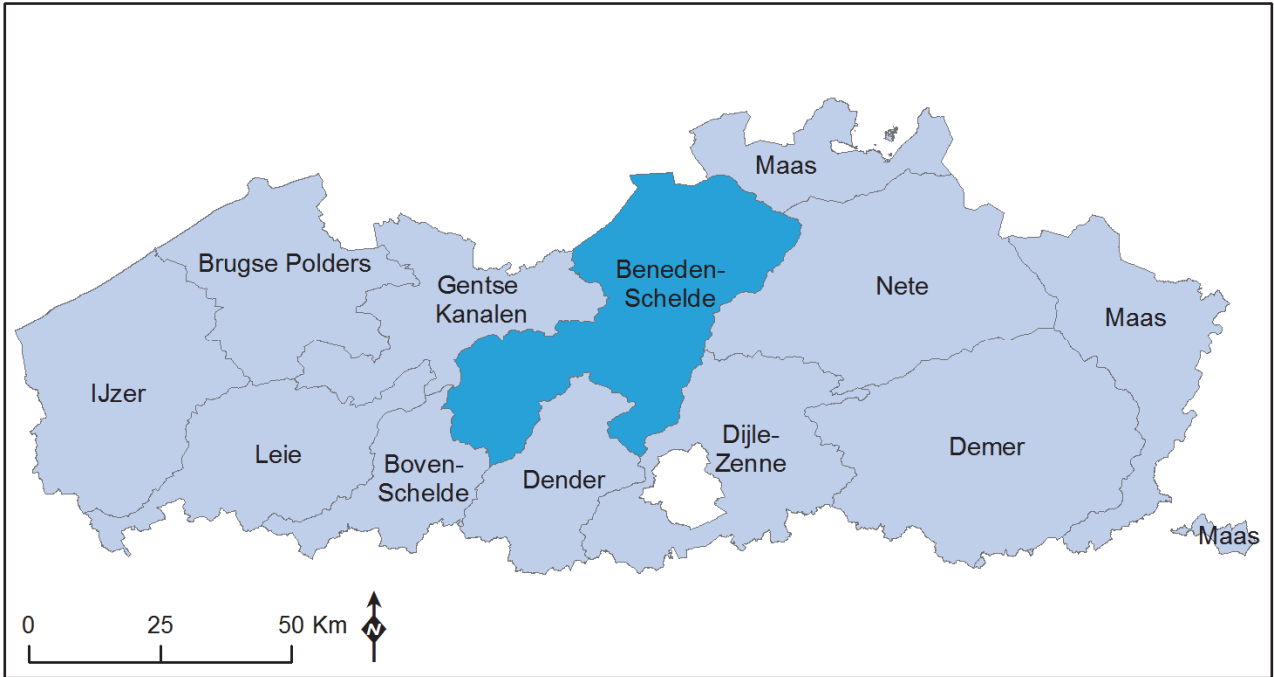 Maas
Brugse Polders
Beneden-
Schelde
Gentse
Kanalen
Nete
Maas
IJzer
Leie
Boven-
Schelde
Dender
Dijle-
Zenne
Demer
Maas
0 25 50 Km
N